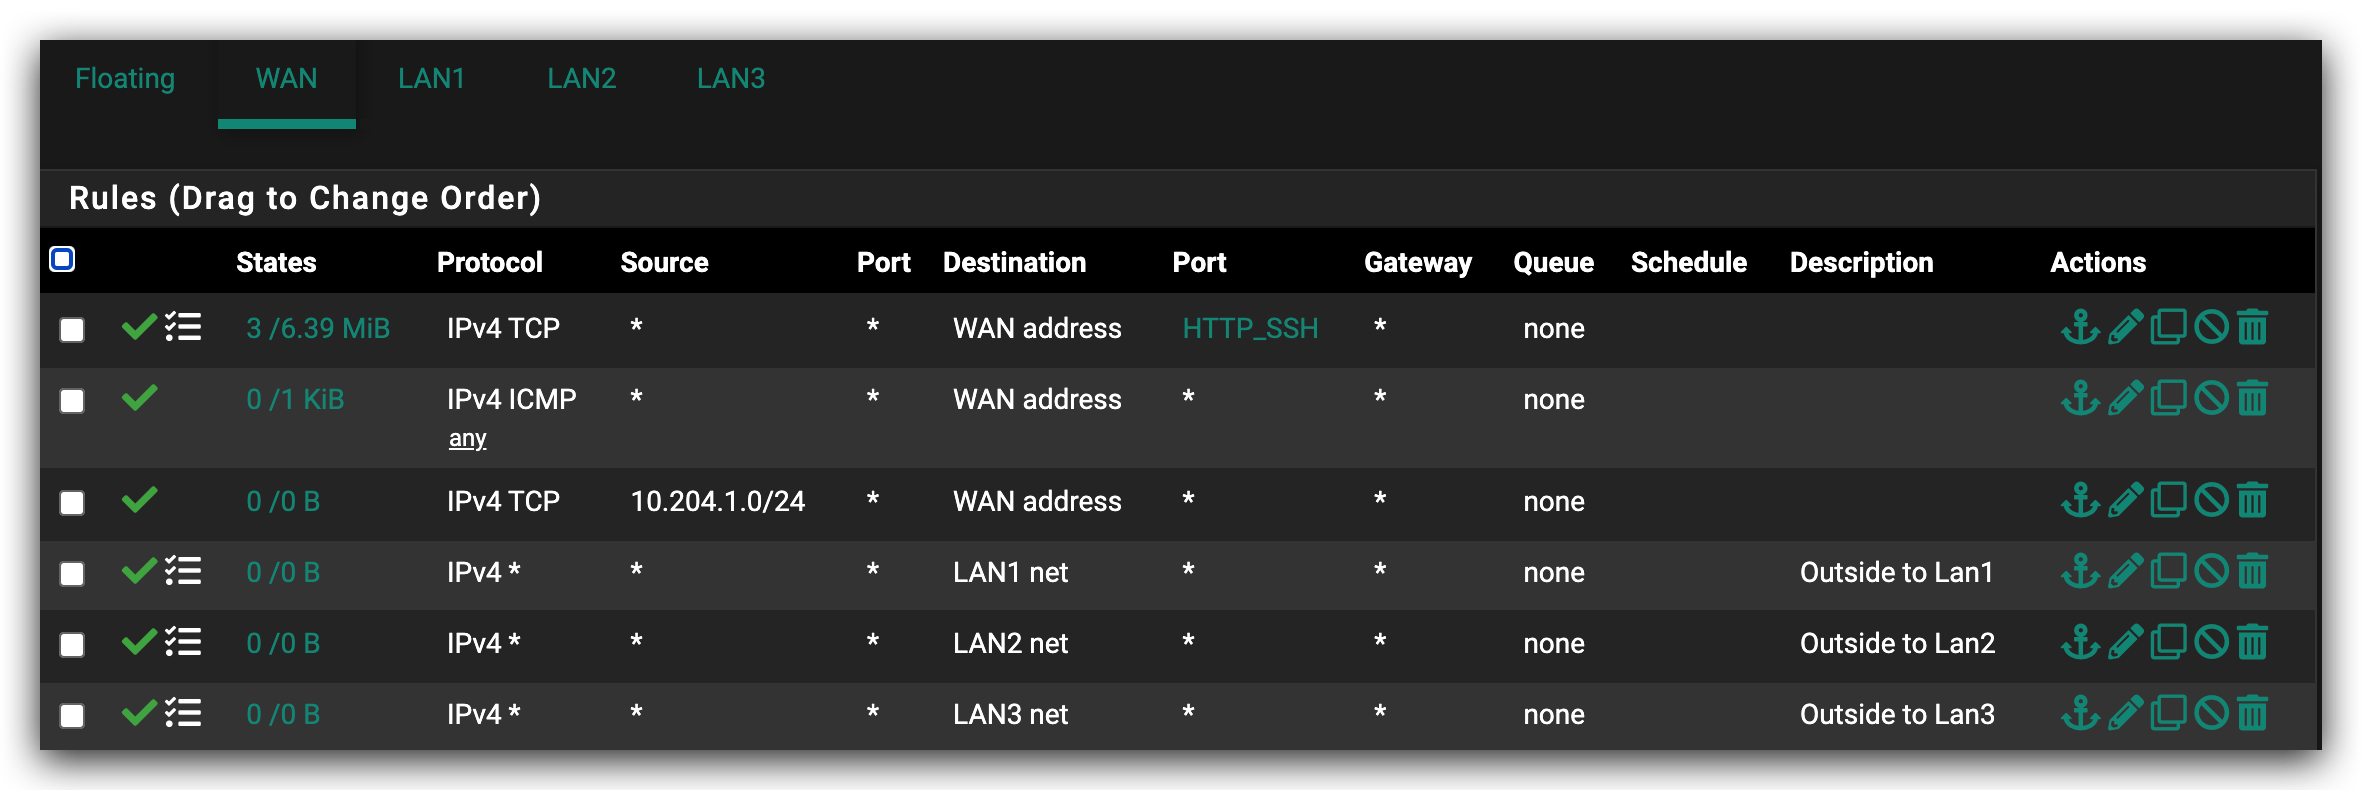 Floating WAN LAN1 LAN2 LAN3
Rules (Drag to Change Order)
States Protocol Source Port Destination Port Gateway Queue Schedule Description Actions
3 /6.39 MiB IPv4 TCP * * WAN address HTTP_SSH * none
0 /1 KiB IPv4 ICMP * * WAN address * * none
any
0 /0 B IPv4 TCP 10.204.1.0/24 * WAN address * * none
0 /0 B IPv4 * * * LAN1 net * * none Outside to Lan1
0 /0 B IPv4 * * * LAN2 net * * none Outside to Lan2
0 /0 B IPv4 * * * LAN3 net * * none Outside to Lan3